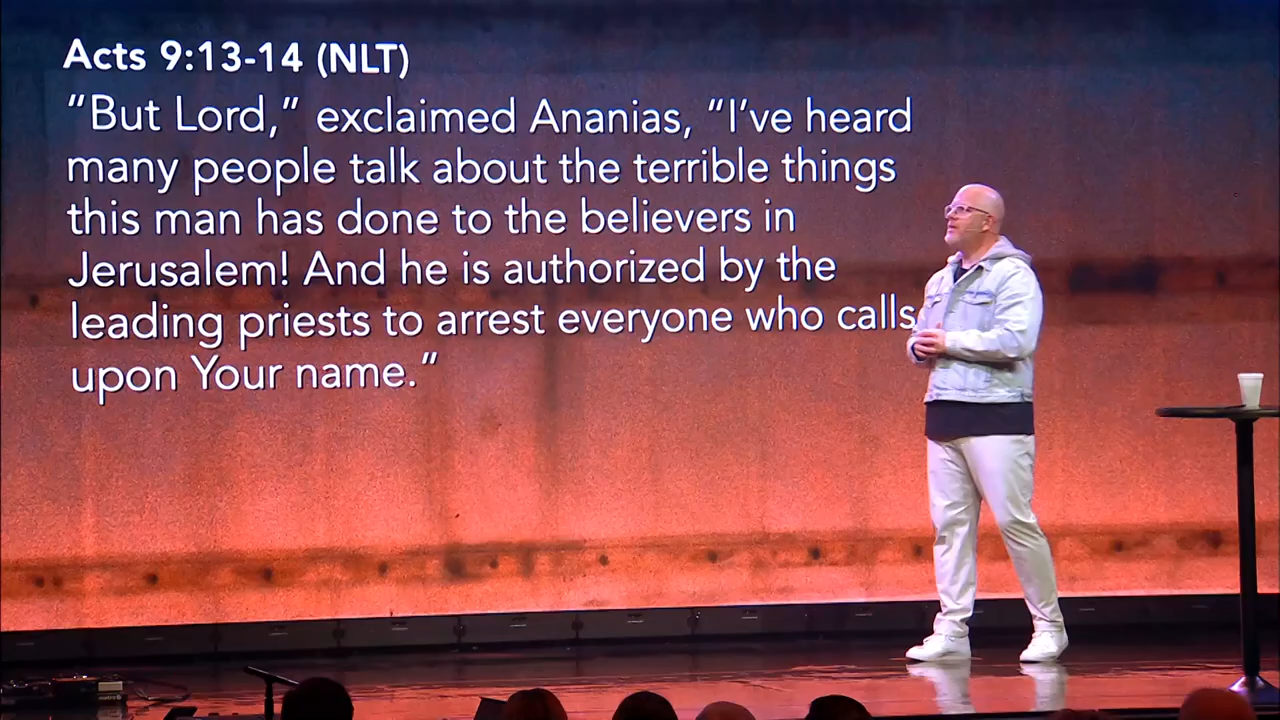 Acts 9:13-14 (NLT)
“But Lord,” exclaimed Ananias, “I’ve heard
many people talk about the terrible things
this man has done to the believers in
Jerusalem! And he is authorized by the
leading priests to arrest everyone who calls
upon Your name.”